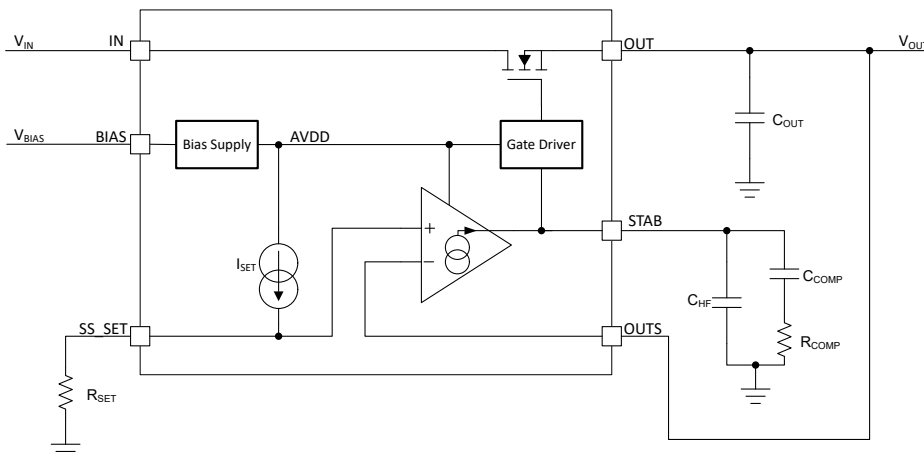 V_IN IN OUT V_OUT
V_BIAS BIAS Bias Supply AVDD Gate Driver C_OUT
STAB
I_SET + − C_HF C_COMP
SS_SET OUTS R_COMP
R_SET